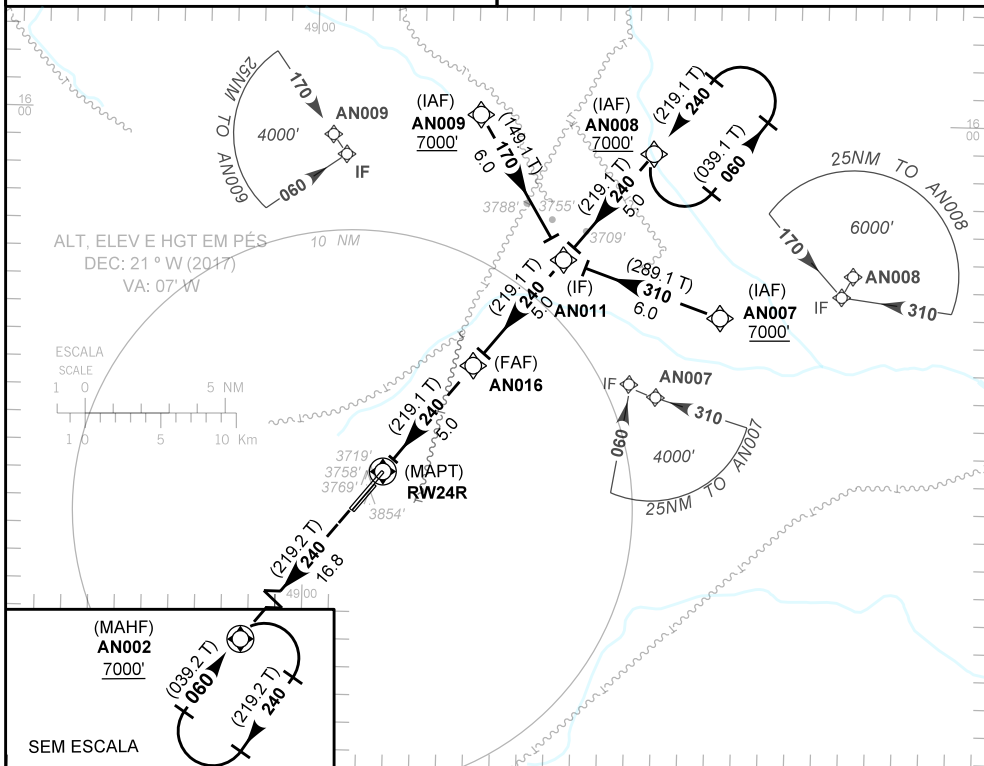 49 00
16
00
16
00
25NM TO AN009
170
AN009
4000'
IF
060
(IAF)
AN009
7000'
(149.1 T)
170
6.0
(IAF)
AN008
7000'
(219.1 T)
240
(039.1 T)
060
(219.1 T)
240
5.0
25NM TO AN008
6000'
170
AN008
IF
310
3788'
3755'
3709'
ALT, ELEV E HGT EM PÉS
DEC: 21 º W (2017)
VA: 07' W
10 NM
(IF)
AN011
(289.1 T)
310
6.0
(IAF)
AN007
7000'
(219.1 T)
240
5.0
ESCALA
SCALE
1 0 5 NM
1 0 5 10 Km
(FAF)
AN016
IF
AN007
310
060
4000'
25NM TO AN007
(219.1 T)
240
5.0
3719'
3758'
3769'
3854'
(MAPT)
RW24R
(219.2 T)
240
16.8
49 00
(MAHF)
AN002
7000'
(039.2 T)
060
(219.2 T)
240
SEM ESCALA